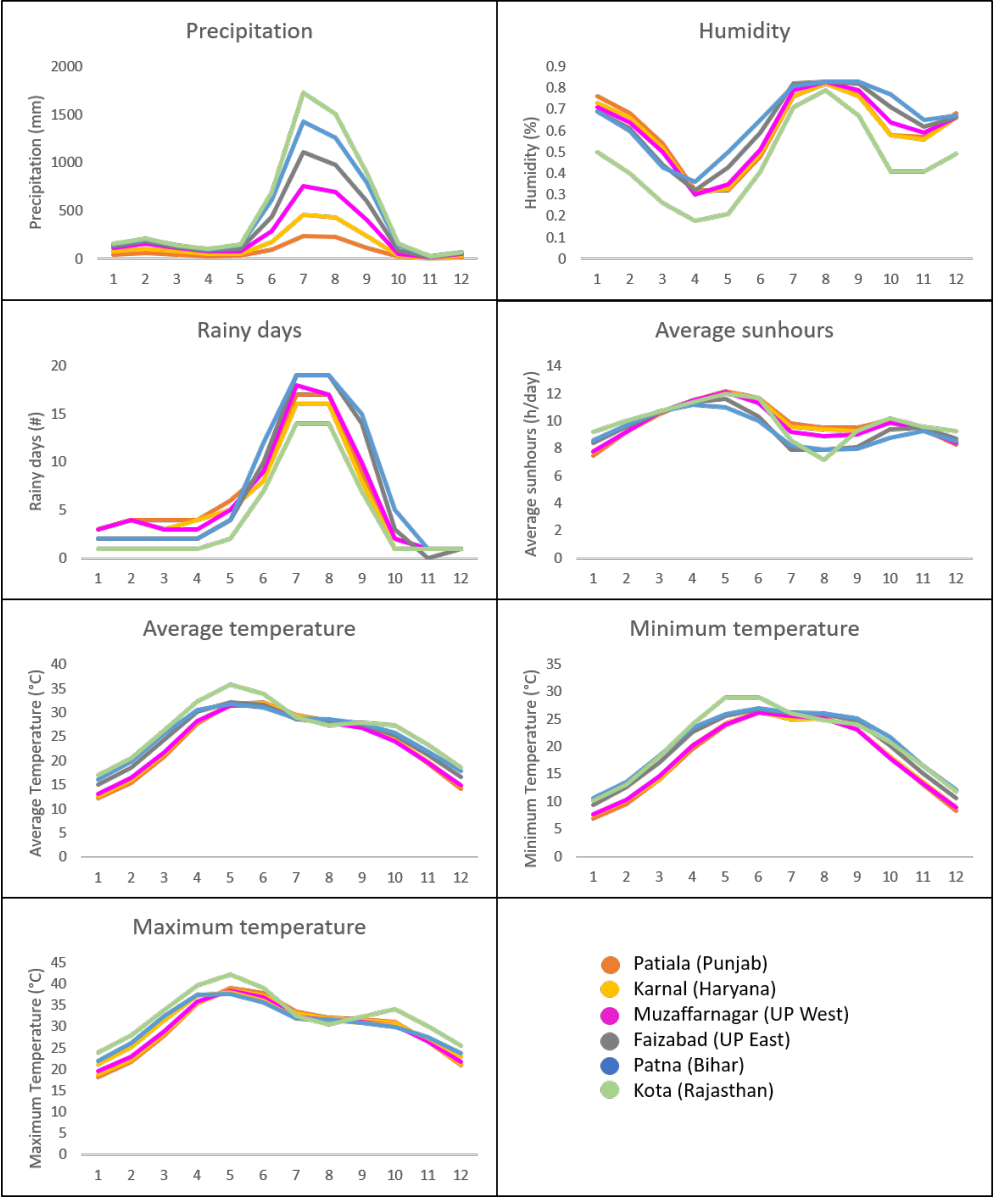 Precipitation
Precipitation (mm)
2000
1500
1000
500
0
1 2 3 4 5 6 7 8 9 10 11 12
Humidity
Humidity (%)
0.9
0.8
0.7
0.6
0.5
0.4
0.3
0.2
0.1
0
1 2 3 4 5 6 7 8 9 10 11 12
Rainy days
Rainy days (#)
20
15
10
5
0
1 2 3 4 5 6 7 8 9 10 11 12
Average sunhours
Average sunhours (h/day)
14
12
10
8
6
4
2
0
1 2 3 4 5 6 7 8 9 10 11 12
Average temperature
Average Temperature (°C)
40
35
30
25
20
15
10
5
0
1 2 3 4 5 6 7 8 9 10 11 12
Minimum temperature
Minimum Temperature (°C)
35
30
25
20
15
10
5
0
1 2 3 4 5 6 7 8 9 10 11 12
Maximum temperature
Maximum Temperature (°C)
45
40
35
30
25
20
15
10
5
0
1 2 3 4 5 6 7 8 9 10 11 12
Patiala (Punjab)
Karnal (Haryana)
Muzaffarnagar (UP West)
Faizabad (UP East)
Patna (Bihar)
Kota (Rajasthan)